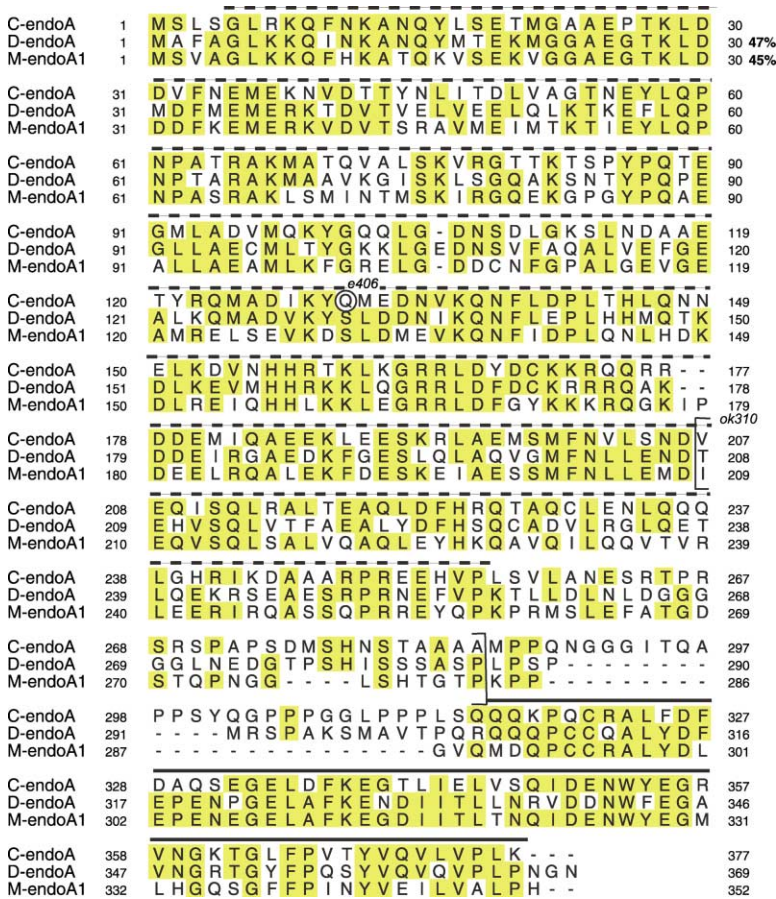 C-endoA 1 MSLSGLRKQFNKANQYLSETMGAAEPTKLD 30
D-endoA 1 MAFAGLKKQINKANQYMTEKMGGAEGTKLD 30 47%
M-endoA1 1 MSVAGLKKQFHKATQKVSEKVGGAEGTKLD 30 45%
C-endoA 31 DVFNEMEKNVDTTYNLITDLVAGTNEYLQP 60
D-endoA 31 MDFMEMERKTDVTVELVEELQLKTKEFLQP 60
M-endoA1 31 DDFKEMERKVDVTSRAVMEIMTKTIEYLQP 60
C-endoA 61 NPATRAKMATQVALSKVRGTTKTSPYPQTE 90
D-endoA 61 NPTARAKMAAVKGISKLSGQAKSNTYPQPE 90
M-endoA1 61 NPASRAKLSMINTMSKIRGQEKGPGYPQAE 90
C-endoA 91 GMLADVMQKYGQQLG-DNSDLGKSLNDAAE 119
D-endoA 91 GLLAECMLTYGKKLGEDNSVFAQALVEFGE 120
M-endoA1 91 ALLAEAMLKFGRELG-DDCNFGPALGEVGE 119
e406
C-endoA 120 TYRQMADIKYQMEDNVKQNFLDPLTHLQNN 149
D-endoA 121 ALKQMADVKYSLDDNIKQNFLEPLHHMQTK 150
M-endoA1 120 AMRELSEVKDSLDMEVKQNFIDPLQNLHDK 149
C-endoA 150 ELKDVNHHRTKLKGRRLDYDCKKRQQRR-- 177
D-endoA 151 DLKEVMHHRKKLQGRRLDFDCKRRRQAK-- 178
M-endoA1 150 DLREIQHHLKKLEGRRLDFGYKKKRQGKIP 179
ok310
C-endoA 178 DDEMIQAEEKLEESKRLAEMSMFNVLSNDV 207
D-endoA 179 DDEIRGAEDKFGESLQLAQVGMFNLLENDT 208
M-endoA1 180 DEELRQALEKFDESKEIAESSMFNLLEMDI 209
C-endoA 208 EQISQLRALTEAQLDFHRQTAQCLENLQQQ 237
D-endoA 209 EHVSQLVTFAEALYDFHSQCADVLRGLQET 238
M-endoA1 210 EQVSQLSALVQAQLEYHKQAVQILQQVTVR 239
C-endoA 238 LGHRIKDAAARPREEHVPLSVLANESRTPR 267
D-endoA 239 LQEKRSEAESRPRNEFVPKTLLDLNLDGGG 268
M-endoA1 240 LEERIRQASSQPRREYQPKPRMSLEFATGD 269
C-endoA 268 SRSPAPSDMSHNSTAAAAMPPQNGGGITQA 297
D-endoA 269 GGLNEDGTPSHISSSASPLPSP-------- 290
M-endoA1 270 STQPNGG----LSHTGTPKPP--------- 286
C-endoA 298 PPSYQGPPPGGLPPPLSQQQKPQCRALFDF 327
D-endoA 291 ----MRSPAKSMAVTPQRQQQPCCQALYDF 316
M-endoA1 287 ---------------GVQMDQPCCRALYDL 301
C-endoA 328 DAQSEGELDFKEGTLIELVSQIDENWYEGR 357
D-endoA 317 EPENPGELAFKENDIITLLNRVDDNWFEGA 346
M-endoA1 302 EPENEGELAFKEGDIITLTNQIDENWYEGM 331
C-endoA 358 VNGKTGLFPVTYVQVLVPLK--- 377
D-endoA 347 VNGRTGYFPQSYVQVQVPLPNGN 369
M-endoA1 332 LHGQSGFFPINYVEILVALPH-- 352